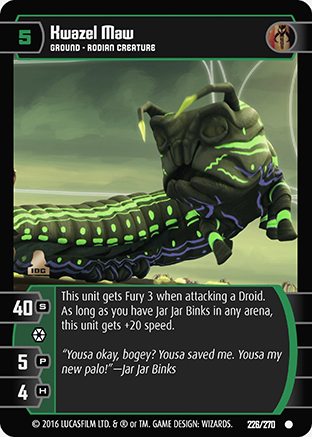 5 Kwazel Maw
GROUND - RODIAN CREATURE
IDG
40 S
This unit gets Fury 3 when attacking a Droid.
As long as you have Jar Jar Binks in any arena,
this unit gets +20 speed.
5 P
“Yousa okay, bogey? Yousa saved me. Yousa my
new palo!”—Jar Jar Binks
4 H
© 2016 LUCASFILM LTD. & ® or TM. GAME DESIGN: WIZARDS. 226/270